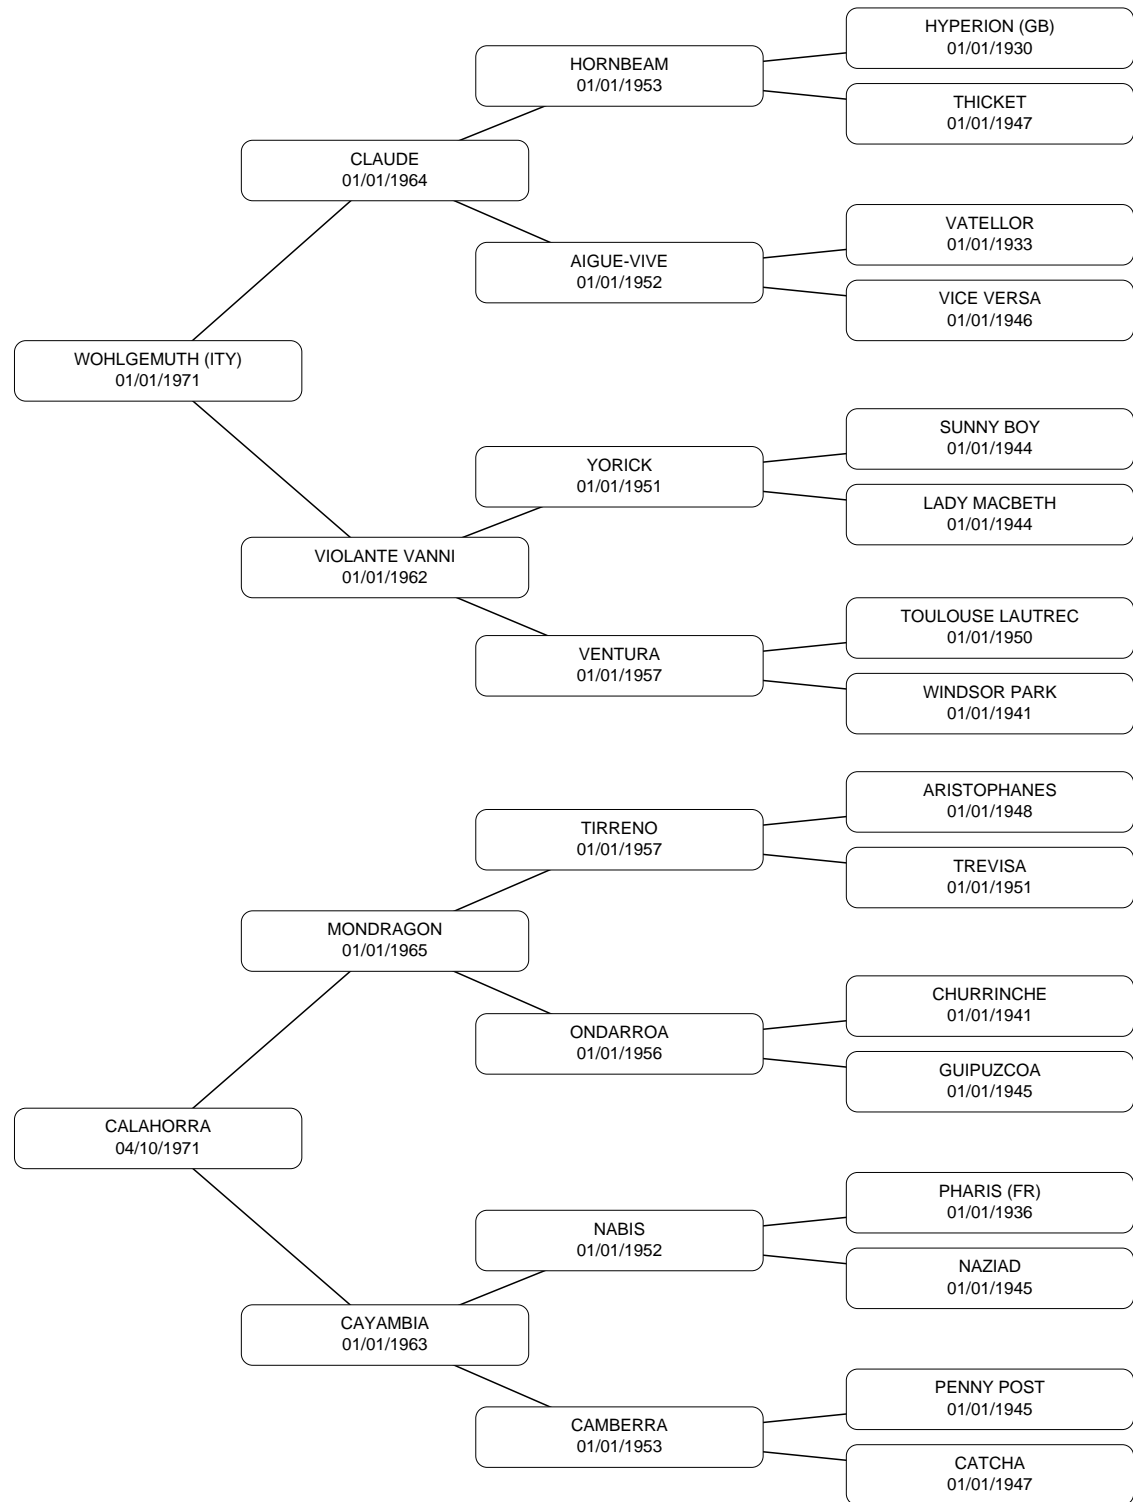 HYPERION (GB)
01/01/1930
HORNBEAM
01/01/1953
THICKET
01/01/1947
CLAUDE
01/01/1964
VATELLOR
01/01/1933
AIGUE-VIVE
01/01/1952
VICE VERSA
01/01/1946
WOHLGEMUTH (ITY)
01/01/1971
SUNNY BOY
01/01/1944
YORICK
01/01/1951
LADY MACBETH
01/01/1944
VIOLANTE VANNI
01/01/1962
TOULOUSE LAUTREC
01/01/1950
VENTURA
01/01/1957
WINDSOR PARK
01/01/1941
ARISTOPHANES
01/01/1948
TIRRENO
01/01/1957
TREVISA
01/01/1951
MONDRAGON
01/01/1965
CHURRINCHE
01/01/1941
ONDARROA
01/01/1956
GUIPUZCOA
01/01/1945
CALAHORRA
04/10/1971
PHARIS (FR)
01/01/1936
NABIS
01/01/1952
NAZIAD
01/01/1945
CAYAMBIA
01/01/1963
PENNY POST
01/01/1945
CAMBERRA
01/01/1953
CATCHA
01/01/1947